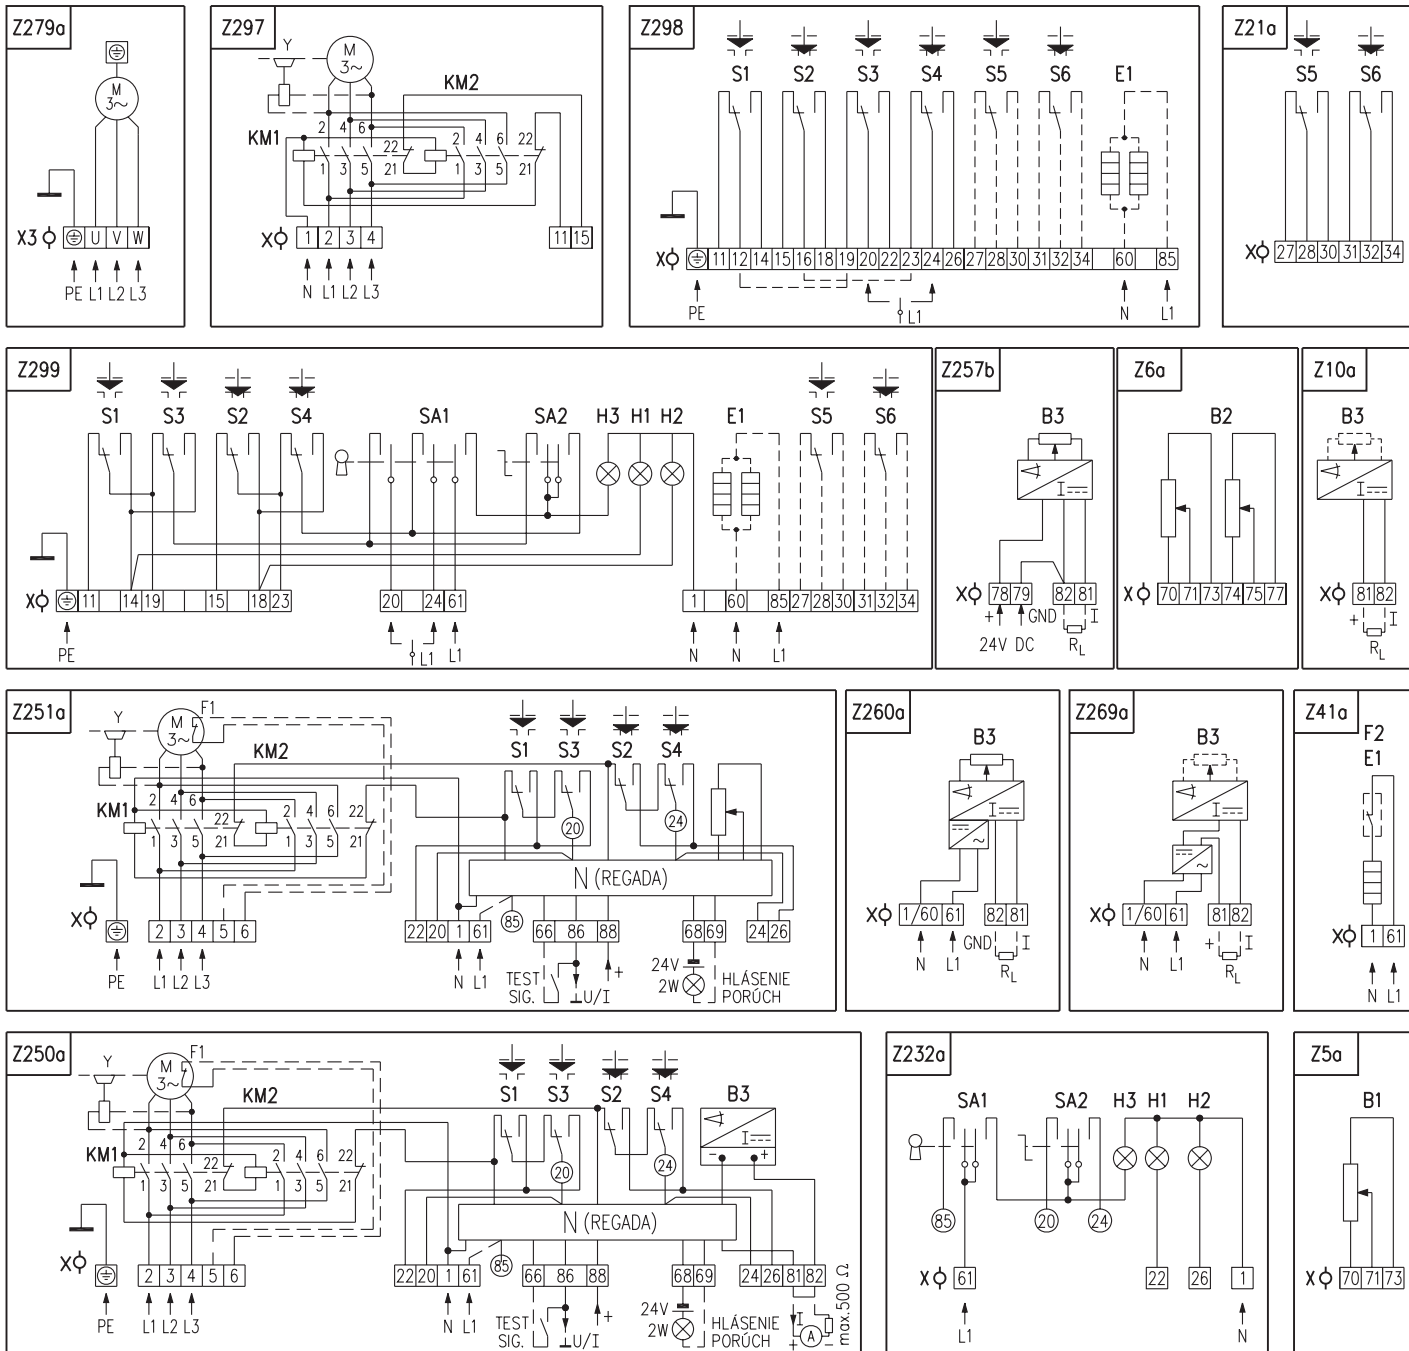 Z279a
M
3~
X3
U V W
PE L1 L2 L3
Z297
Y
M
3~
KM2
KM1
2 4 6 22 2 4 6 22
1 3 5 21 1 3 5 21
X
1 2 3 4 11 15
N L1 L2 L3
Z298
S1 S2 S3 S4 S5 S6 E1
X
11 12 14 15 16 18 19 20 22 23 24 26 27 28 30 31 32 34 60 85
PE L1 N L1
Z21a
S5 S6
X
27 28 30 31 32 34
Z299
S1 S3 S2 S4 SA1 SA2 H3 H1 H2 E1 S5 S6
X
11 14 19 15 18 23 20 24 61 1 60 85 27 28 30 31 32 34
PE L1 L1 N N L1
Z257b
B3
I
X
78 79 82 81
+ GND I
24V DC RL
Z6a
B2
X
70 71 73 74 75 77
Z10a
B3
I
X
81 82
+ I
RL
Z251a
Y
M
3~
F1
KM2
KM1
2 4 6 22 2 4 6 22
1 3 5 21 1 3 5 21
S1 S3 S2 S4
20 24
N (REGADA)
85
X
2 3 4 5 6 22 20 1 61 66 86 88 68 69 24 26
PE L1 L2 L3 N L1
TEST
SIG.
U/I
+
24V
2W
HLÁSENIE
PORÚCH
Z260a
B3
I
~
X
1/60 61 82 81
N L1 GND I
RL
Z269a
B3
I
~
X
1/60 61 81 82
N L1 + I
RL
Z41a
F2
E1
X
1 61
N L1
Z250a
Y
M
3~
F1
KM2
KM1
2 4 6 22 2 4 6 22
1 3 5 21 1 3 5 21
S1 S3 S2 S4 B3
I
- +
20 24
N (REGADA)
85
X
2 3 4 5 6 22 20 1 61 66 86 88 68 69 24 26 81 82
PE L1 L2 L3 N L1
TEST
SIG.
U/I
+
24V
2W
HLÁSENIE
PORÚCH
I
+ A -
max.500 Ω
Z232a
SA1 SA2 H3 H1 H2
85 20 24
X
61 22 26 1
L1 N
Z5a
B1
X
70 71 73